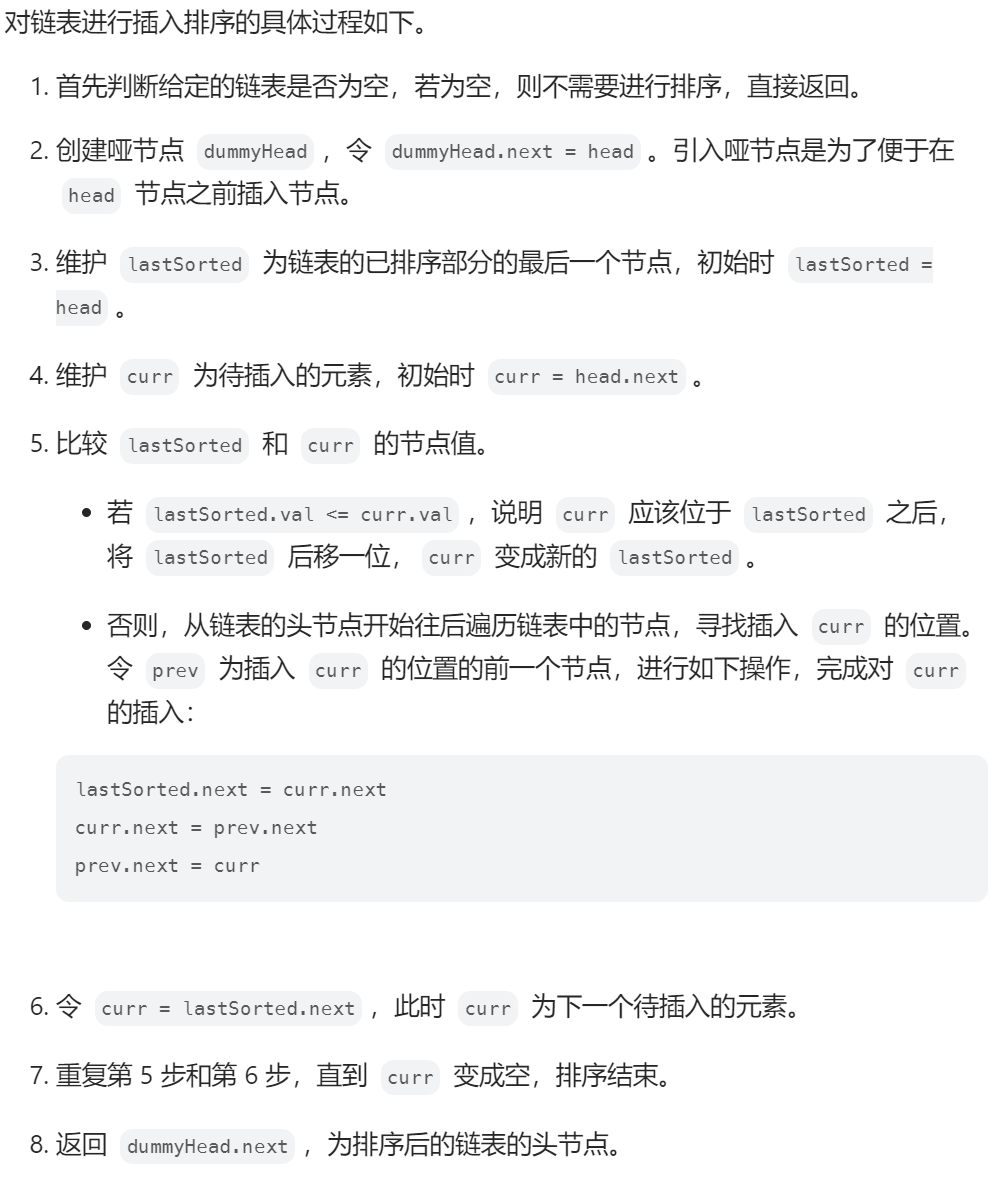 对链表进行插入排序的具体过程如下。
1. 首先判断给定的链表是否为空，若为空，则不需要进行排序，直接返回。
2. 创建哑节点 dummyHead ，令 dummyHead.next = head 。引入哑节点是为了便于在
head 节点之前插入节点。
3. 维护 lastSorted 为链表的已排序部分的最后一个节点，初始时 lastSorted =
head 。
4. 维护 curr 为待插入的元素，初始时 curr = head.next 。
5. 比较 lastSorted 和 curr 的节点值。
• 若 lastSorted.val <= curr.val ，说明 curr 应该位于 lastSorted 之后，
将 lastSorted 后移一位， curr 变成新的 lastSorted 。
• 否则，从链表的头节点开始往后遍历链表中的节点，寻找插入 curr 的位置。
令 prev 为插入 curr 的位置的前一个节点，进行如下操作，完成对 curr
的插入：
lastSorted.next = curr.next
curr.next = prev.next
prev.next = curr
6. 令 curr = lastSorted.next ，此时 curr 为下一个待插入的元素。
7. 重复第 5 步和第 6 步，直到 curr 变成空，排序结束。
8. 返回 dummyHead.next ，为排序后的链表的头节点。